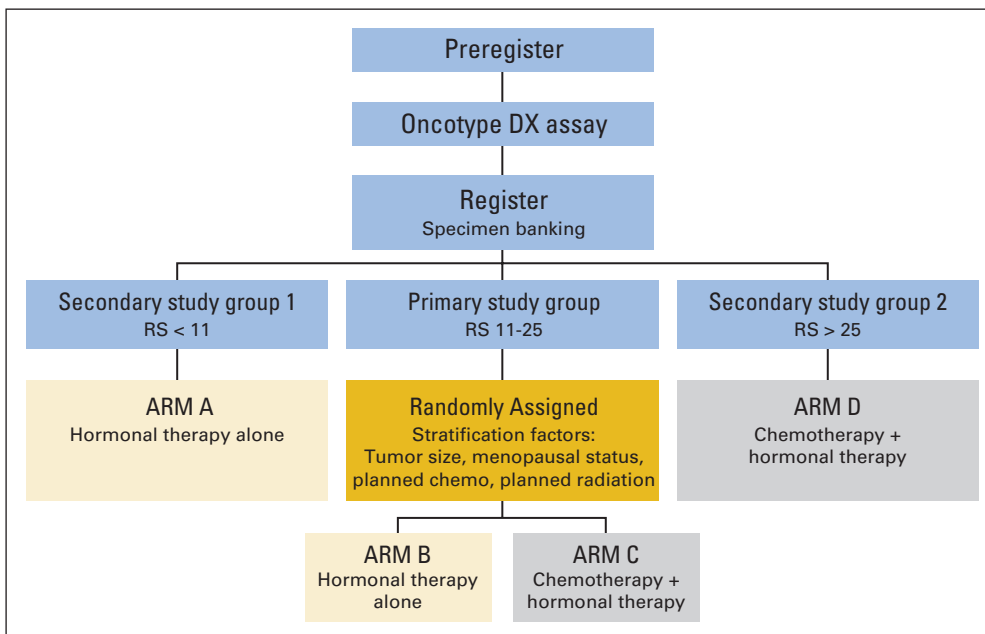 Preregister
Oncotype DX assay
Register
Specimen banking
Secondary study group 1
RS < 11
Primary study group
RS 11-25
Secondary study group 2
RS > 25
ARM A
Hormonal therapy alone
Randomly Assigned
Stratification factors:
Tumor size, menopausal status,
planned chemo, planned radiation
ARM D
Chemotherapy +
hormonal therapy
ARM B
Hormonal therapy
alone
ARM C
Chemotherapy +
hormonal therapy